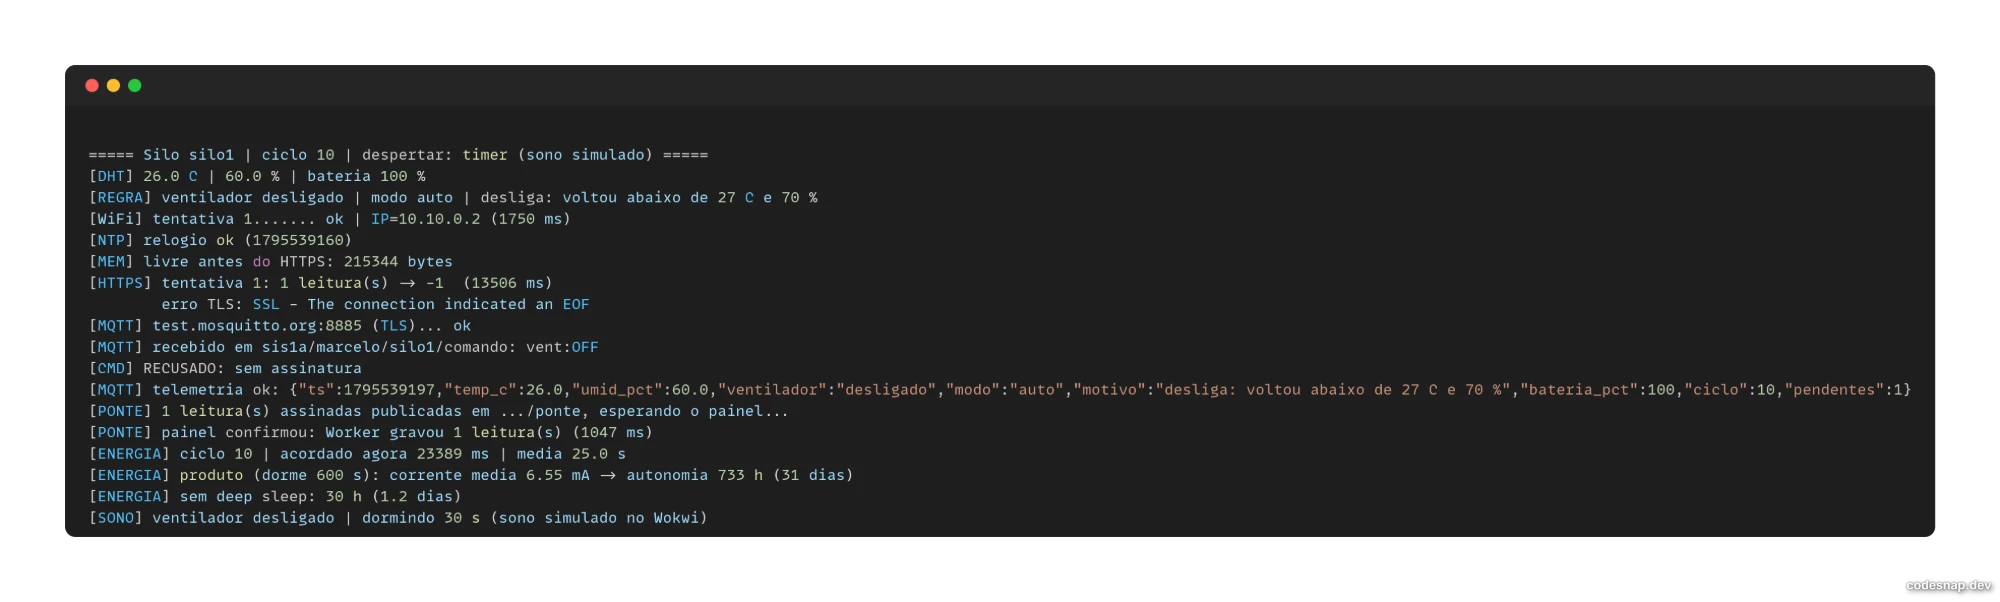 ===== Silo silo1 | ciclo 10 | despertar: timer (sono simulado) =====
[DHT] 26.0 C | 60.0 % | bateria 100 %
[REGRA] ventilador desligado | modo auto | desliga: voltou abaixo de 27 C e 70 %
[WiFi] tentativa 1....... ok | IP=10.10.0.2 (1750 ms)
[NTP] relogio ok (1795539160)
[MEM] livre antes do HTTPS: 215344 bytes
[HTTPS] tentativa 1: 1 leitura(s) -> -1  (13506 ms)
        erro TLS: SSL - The connection indicated an EOF
[MQTT] test.mosquitto.org:8885 (TLS)... ok
[MQTT] recebido em sis1a/marcelo/silo1/comando: vent:OFF
[CMD] RECUSADO: sem assinatura
[MQTT] telemetria ok: {"ts":1795539197,"temp_c":26.0,"umid_pct":60.0,"ventilador":"desligado","modo":"auto","motivo":"desliga: voltou abaixo de 27 C e 70 %","bateria_pct":100,"ciclo":10,"pendentes":1}
[PONTE] 1 leitura(s) assinadas publicadas em .../ponte, esperando o painel...
[PONTE] painel confirmou: Worker gravou 1 leitura(s) (1047 ms)
[ENERGIA] ciclo 10 | acordado agora 23389 ms | media 25.0 s
[ENERGIA] produto (dorme 600 s): corrente media 6.55 mA -> autonomia 733 h (31 dias)
[ENERGIA] sem deep sleep: 30 h (1.2 dias)
[SONO] ventilador desligado | dormindo 30 s (sono simulado no Wokwi)
codesnap.dev